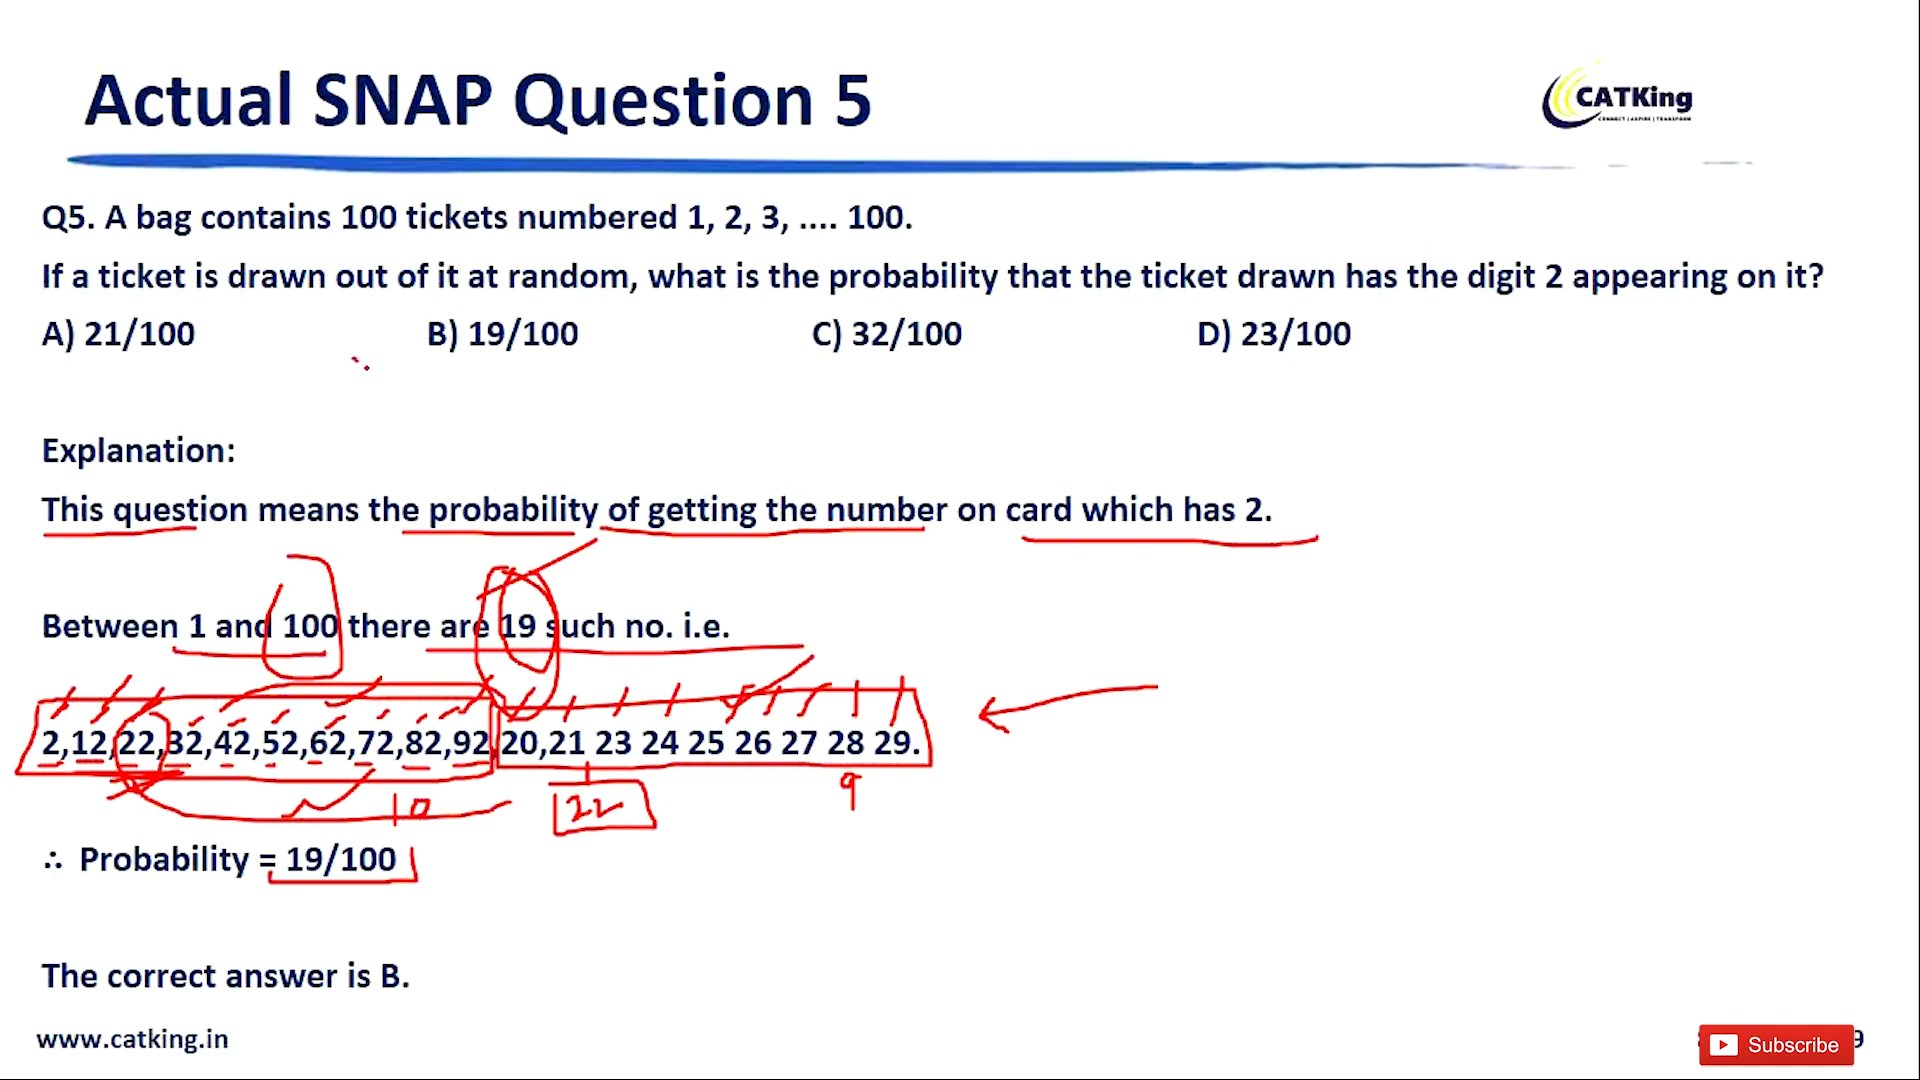 Actual SNAP Question 5
CATKing
CONNECT | ASPIRE | TRANSFORM
Q5. A bag contains 100 tickets numbered 1, 2, 3, .... 100.
If a ticket is drawn out of it at random, what is the probability that the ticket drawn has the digit 2 appearing on it?
A) 21/100 B) 19/100 C) 32/100 D) 23/100
Explanation:
This question means the probability of getting the number on card which has 2.
Between 1 and 100 there are 19 such no. i.e.
2,12,22,32,42,52,62,72,82,92,20,21 23 24 25 26 27 28 29.
10 22 9
∴ Probability = 19/100
The correct answer is B.
www.catking.in
Subscribe 9